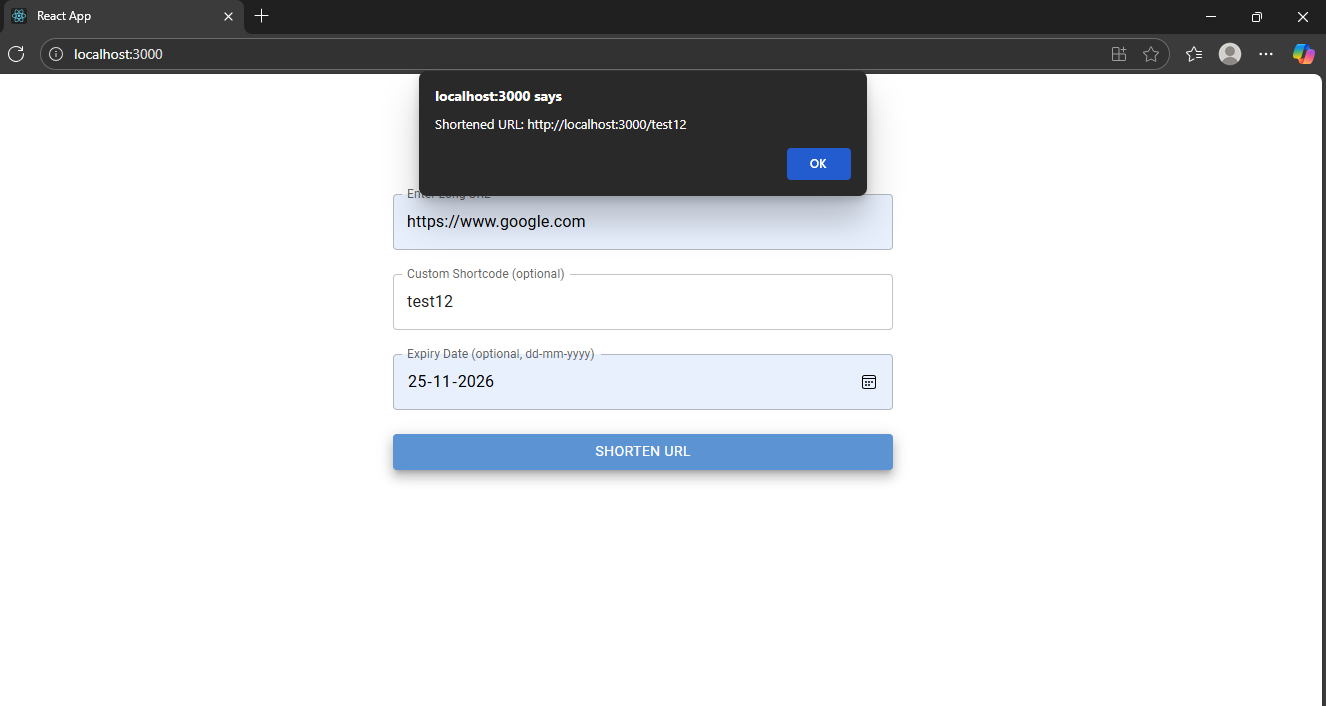 React App
localhost:3000
localhost:3000 says
Shortened URL: http://localhost:3000/test12
OK
Enter Long URL
https://www.google.com
Custom Shortcode (optional)
test12
Expiry Date (optional, dd-mm-yyyy)
25-11-2026
SHORTEN URL